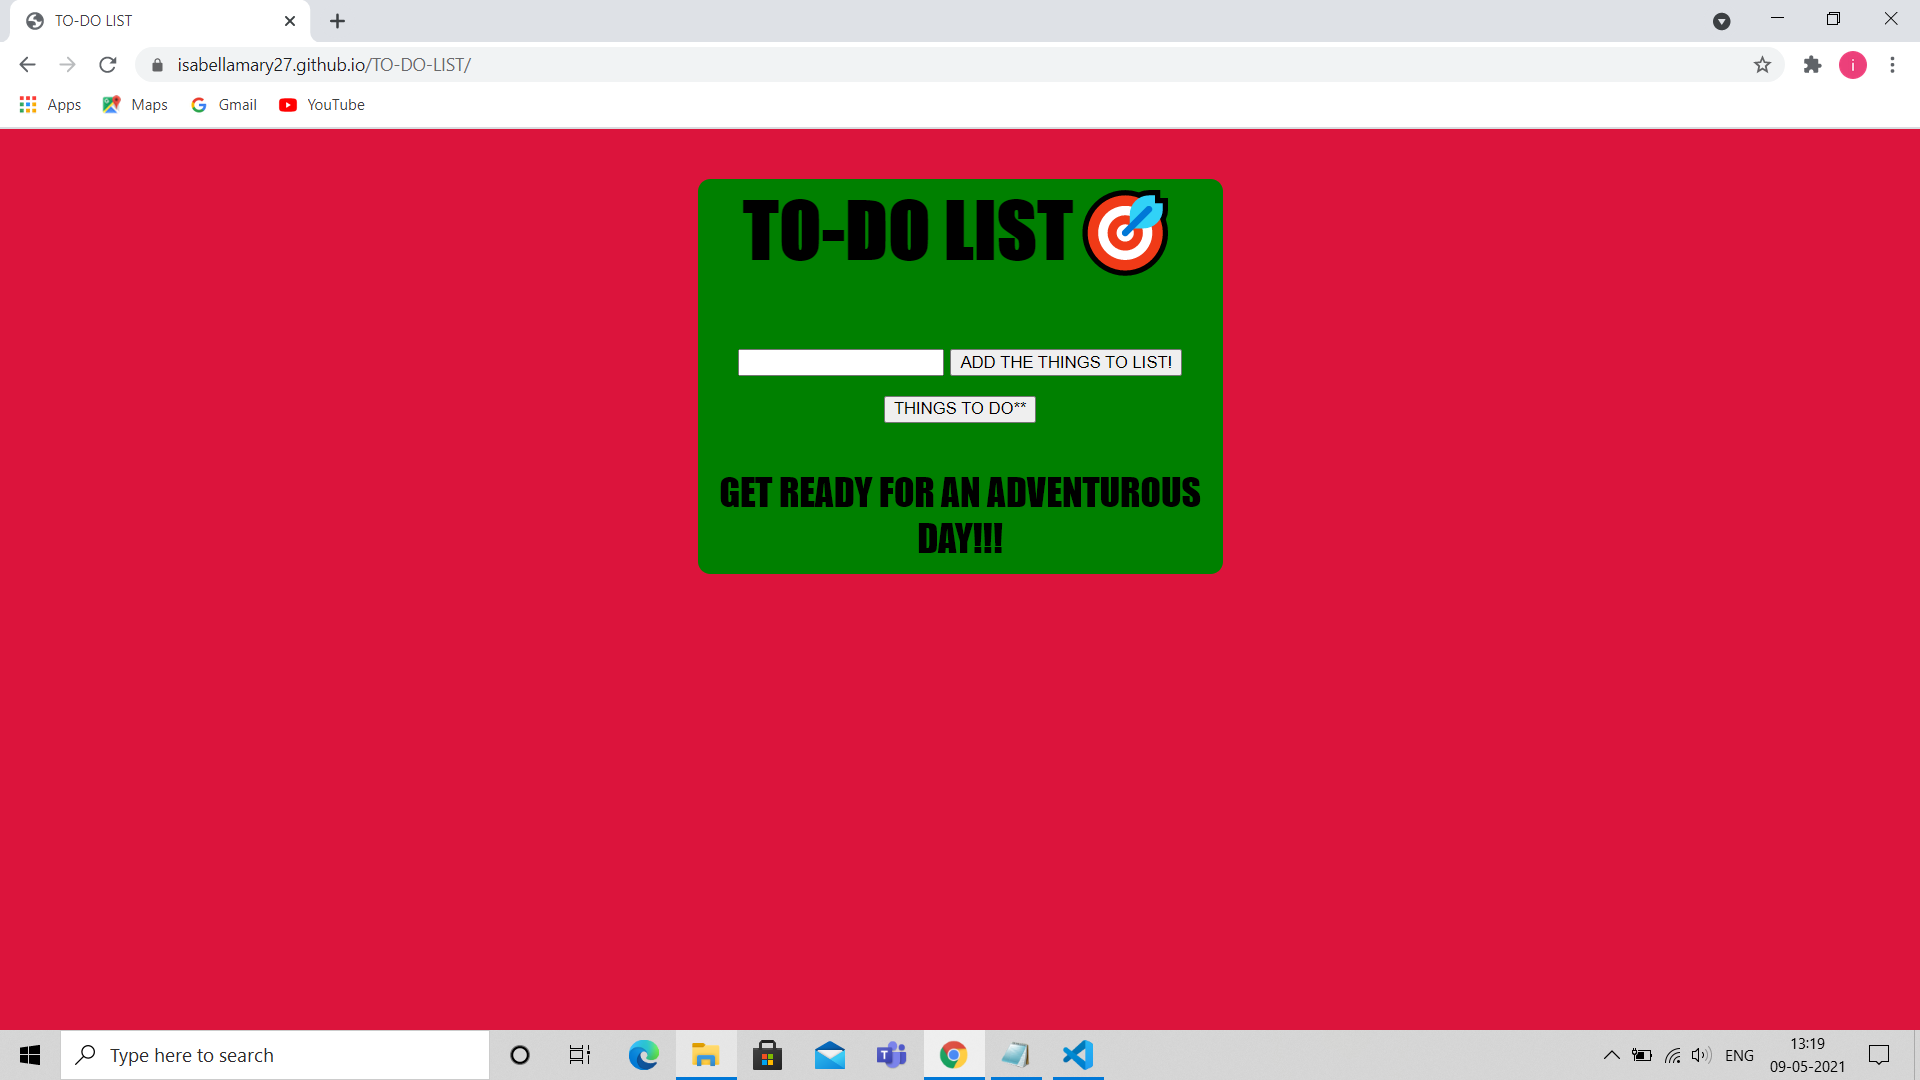 TO-DO LIST
isabellamary27.github.io/TO-DO-LIST/
i
Apps Maps Gmail YouTube
TO-DO LIST
ADD THE THINGS TO LIST!
THINGS TO DO**
GET READY FOR AN ADVENTUROUS
DAY!!!
Type here to search
ENG
13:19
09-05-2021